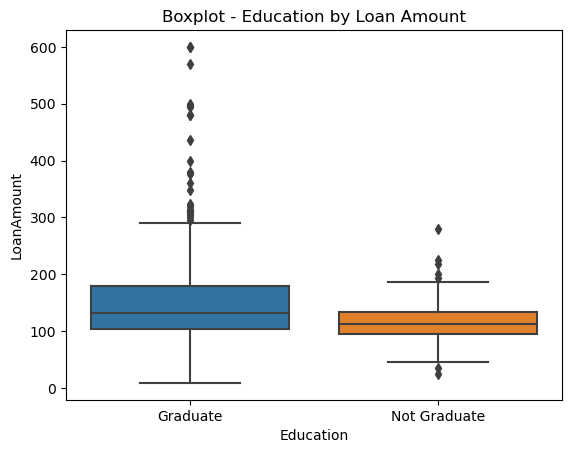 Boxplot - Education by Loan Amount
600
500
400
300
200
100
0
LoanAmount
Graduate
Not Graduate
Education